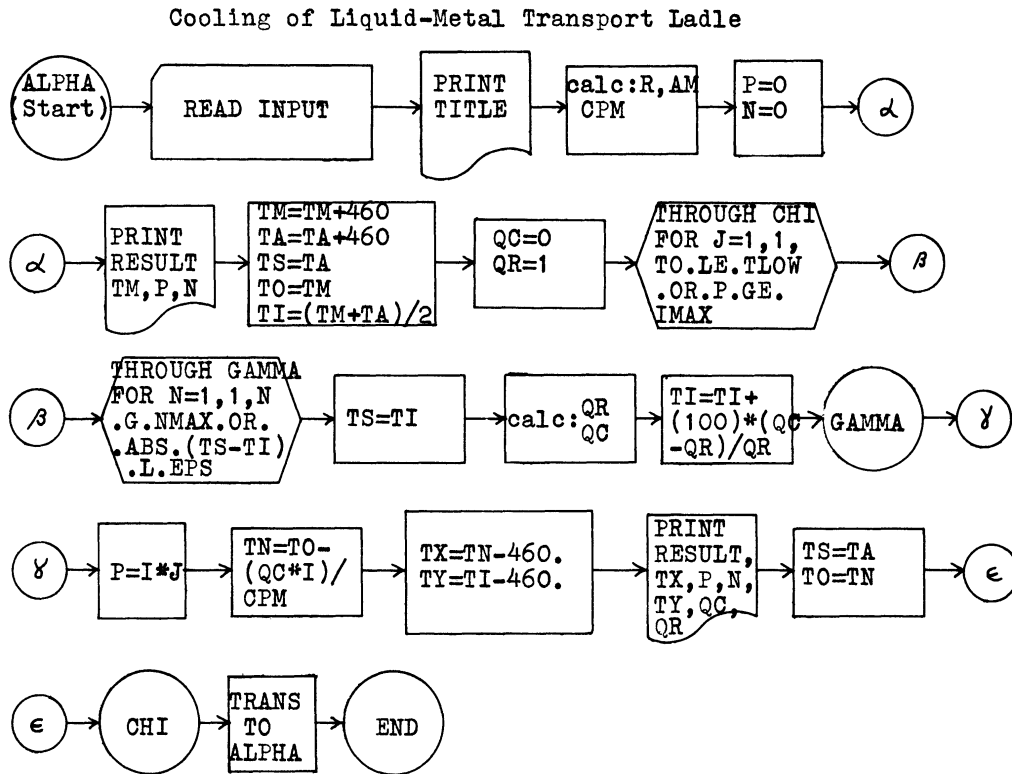 Cooling of Liquid-Metal Transport Ladle
ALPHA
(Start)
READ INPUT
PRINT
TITLE
calc:R,AM
CPM
P=0
N=0
α
α
PRINT
RESULT
TM,P,N
TM=TM+460
TA=TA+460
TS=TA
TO=TM
TI=(TM+TA)/2
QC=0
QR=1
THROUGH CHI
FOR J=1,1,
TO.LE.TLOW
.OR.P.GE.
IMAX
β
β
THROUGH GAMMA
FOR N=1,1,N
.G.NMAX.OR.
.ABS.(TS-TI)
.L.EPS
TS=TI
calc:QR
QC
TI=TI+
(100)*(QC
-QR)/QR
GAMMA
γ
γ
P=I*J
TN=TO-
(QC*I)/
CPM
TX=TN-460.
TY=TI-460.
PRINT
RESULT,
TX,P,N,
TY,QC,
QR
TS=TA
TO=TN
ϵ
ϵ
CHI
TRANS
TO
ALPHA
END